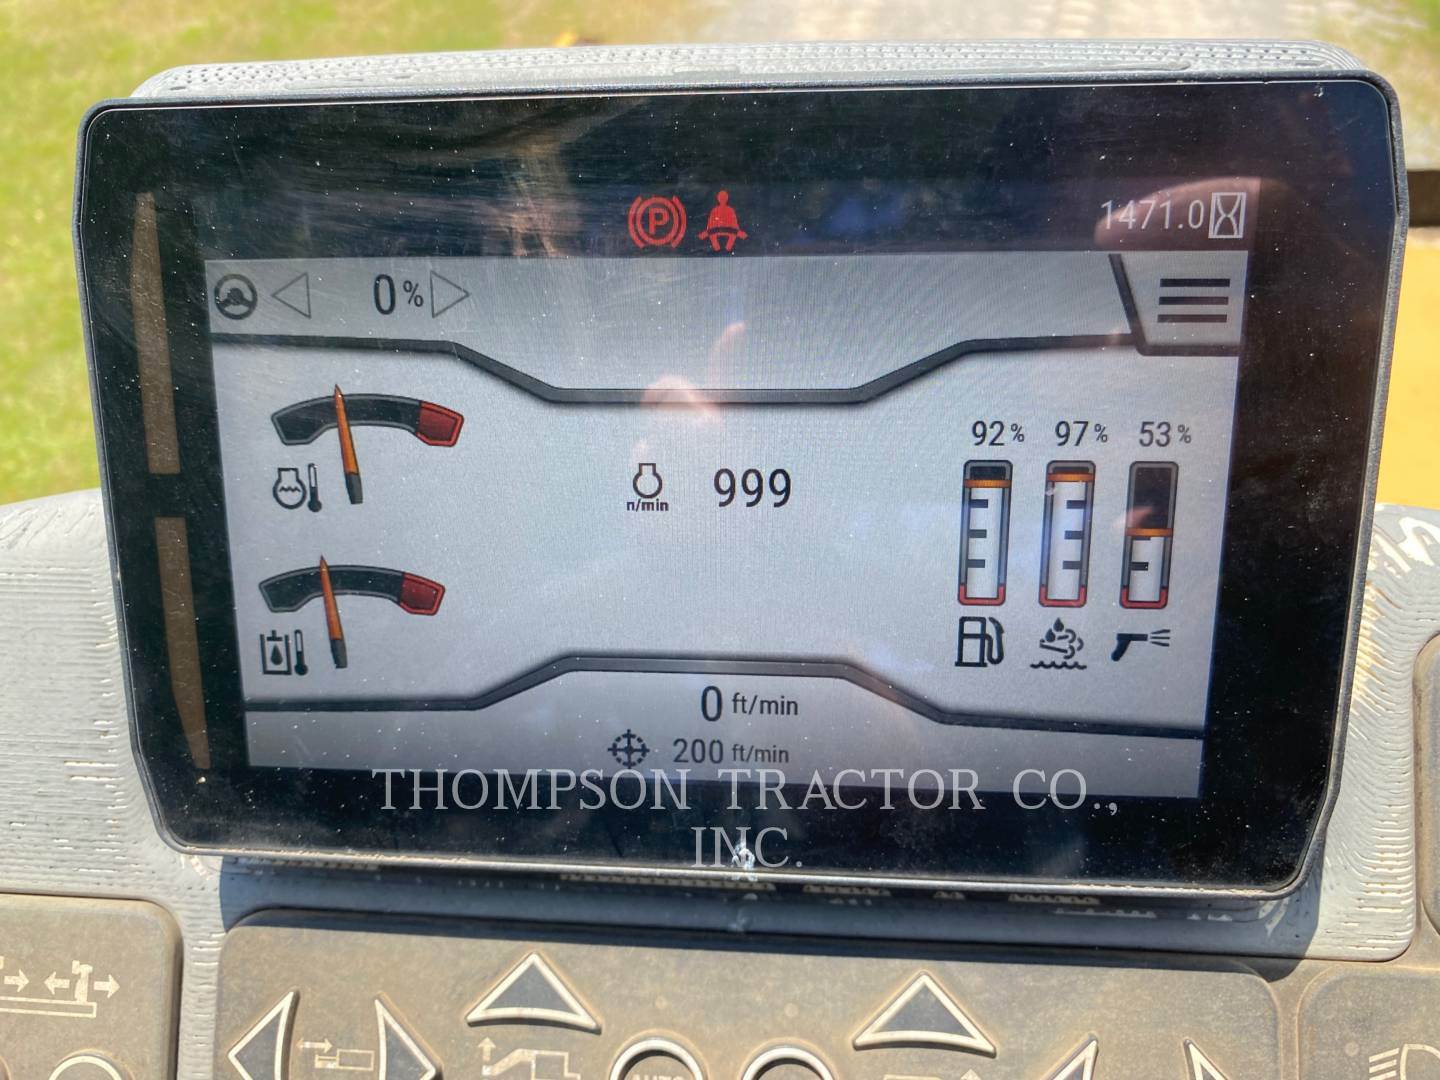 1471.0
0%
92% 97% 53%
999
n/min
0 ft/min
200 ft/min
THOMPSON TRACTOR CO.,
INC.